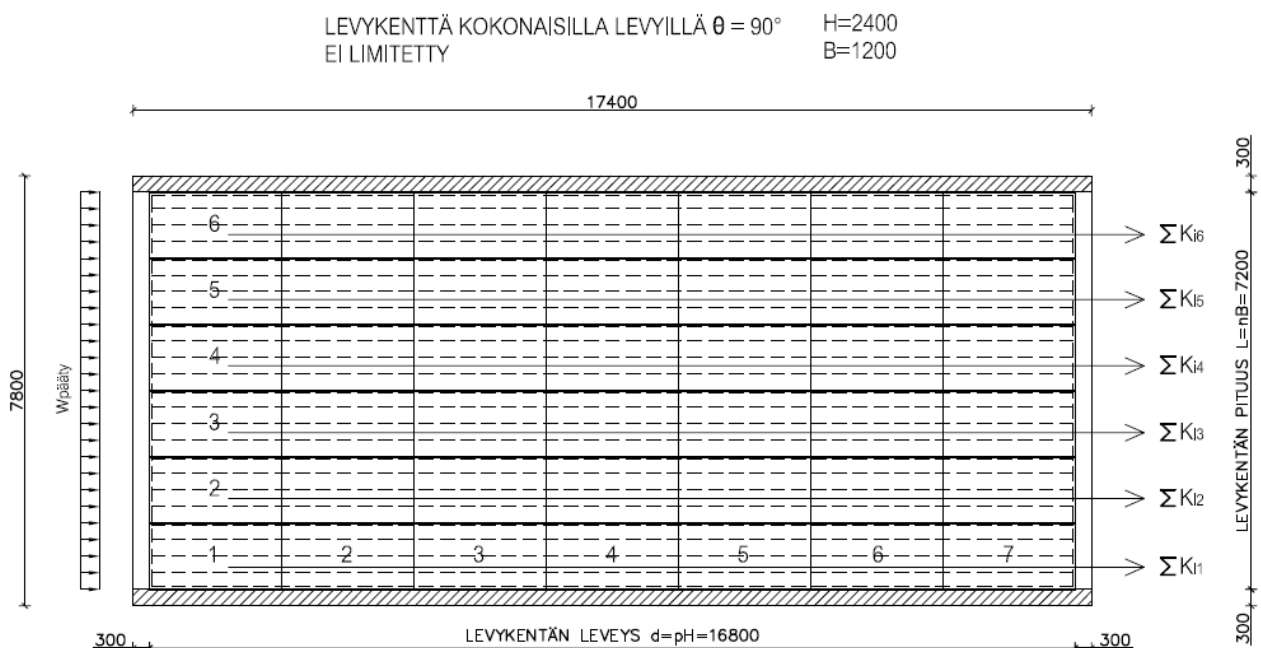 LEVYKENTTÄ KOKONAISILLA LEVYILLÄ θ = 90° H=2400
EI LIMITETTY B=1200
17400
300
6 ΣKi6
5 ΣKi5
4 ΣKi4
7800
Wpääty
3 ΣKi3
2 ΣKi2
1 2 3 4 5 6 7 ΣKi1
LEVYKENTÄN PITUUS L=nB=7200
300
300 LEVYKENTÄN LEVEYS d=pH=16800 300